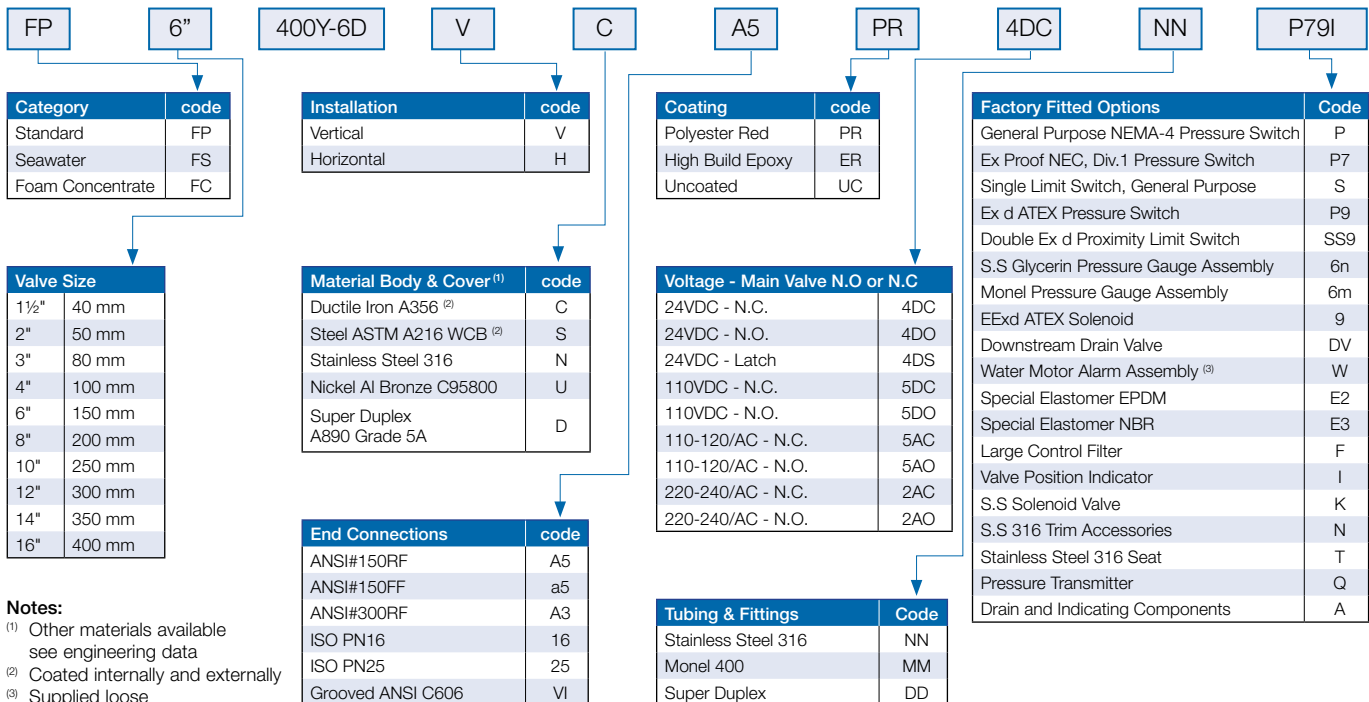 FP 6” 400Y-6D V C A5 PR 4DC NN P79I
Category code
Standard FP
Seawater FS
Foam Concentrate FC
Valve Size
1½" 40 mm
2" 50 mm
3" 80 mm
4" 100 mm
6" 150 mm
8" 200 mm
10" 250 mm
12" 300 mm
14" 350 mm
16" 400 mm
Notes:
(1) Other materials available
see engineering data
(2) Coated internally and externally
(3) Supplied loose
Installation code
Vertical V
Horizontal H
Material Body & Cover (1) code
Ductile Iron A356 (2) C
Steel ASTM A216 WCB (2) S
Stainless Steel 316 N
Nickel Al Bronze C95800 U
Super Duplex
A890 Grade 5A D
End Connections code
ANSI#150RF A5
ANSI#150FF a5
ANSI#300RF A3
ISO PN16 16
ISO PN25 25
Grooved ANSI C606 VI
Coating code
Polyester Red PR
High Build Epoxy ER
Uncoated UC
Voltage - Main Valve N.O or N.C
24VDC - N.C. 4DC
24VDC - N.O. 4DO
24VDC - Latch 4DS
110VDC - N.C. 5DC
110VDC - N.O. 5DO
110-120/AC - N.C. 5AC
110-120/AC - N.O. 5AO
220-240/AC - N.C. 2AC
220-240/AC - N.O. 2AO
Tubing & Fittings Code
Stainless Steel 316 NN
Monel 400 MM
Super Duplex DD
Factory Fitted Options Code
General Purpose NEMA-4 Pressure Switch P
Ex Proof NEC, Div.1 Pressure Switch P7
Single Limit Switch, General Purpose S
Ex d ATEX Pressure Switch P9
Double Ex d Proximity Limit Switch SS9
S.S Glycerin Pressure Gauge Assembly 6n
Monel Pressure Gauge Assembly 6m
EExd ATEX Solenoid 9
Downstream Drain Valve DV
Water Motor Alarm Assembly (3) W
Special Elastomer EPDM E2
Special Elastomer NBR E3
Large Control Filter F
Valve Position Indicator I
S.S Solenoid Valve K
S.S 316 Trim Accessories N
Stainless Steel 316 Seat T
Pressure Transmitter Q
Drain and Indicating Components A